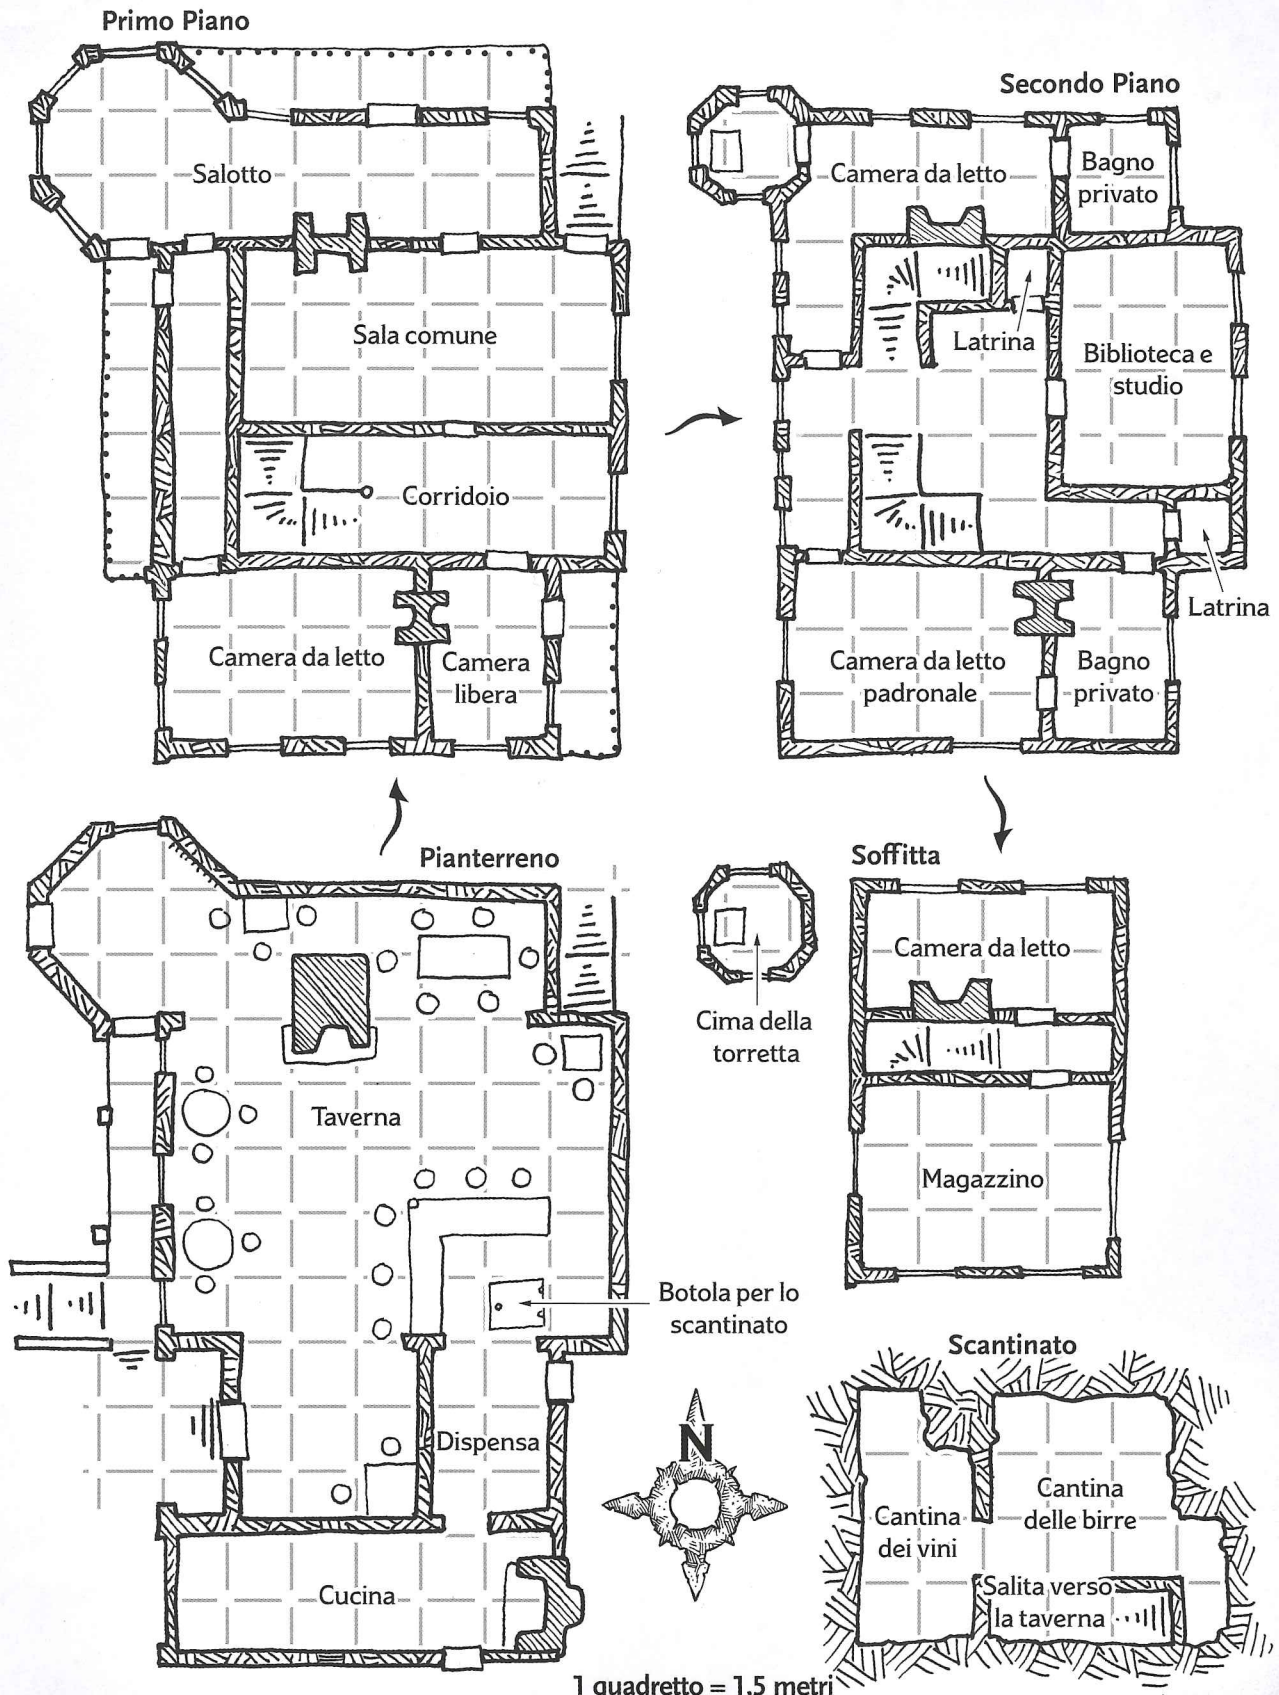 Primo Piano
Salotto
Sala comune
Corridoio
Camera da letto
Camera
libera
Secondo Piano
Camera da letto
Bagno
privato
Latrina
Biblioteca e
studio
Latrina
Camera da letto
padronale
Bagno
privato
Pianterreno
Taverna
Botola per lo
scantinato
Dispensa
Cucina
Soffitta
Camera da letto
Cima della
torretta
Magazzino
N
Scantinato
Cantina
dei vini
Cantina
delle birre
Salita verso
la taverna
1 quadretto = 1,5 metri